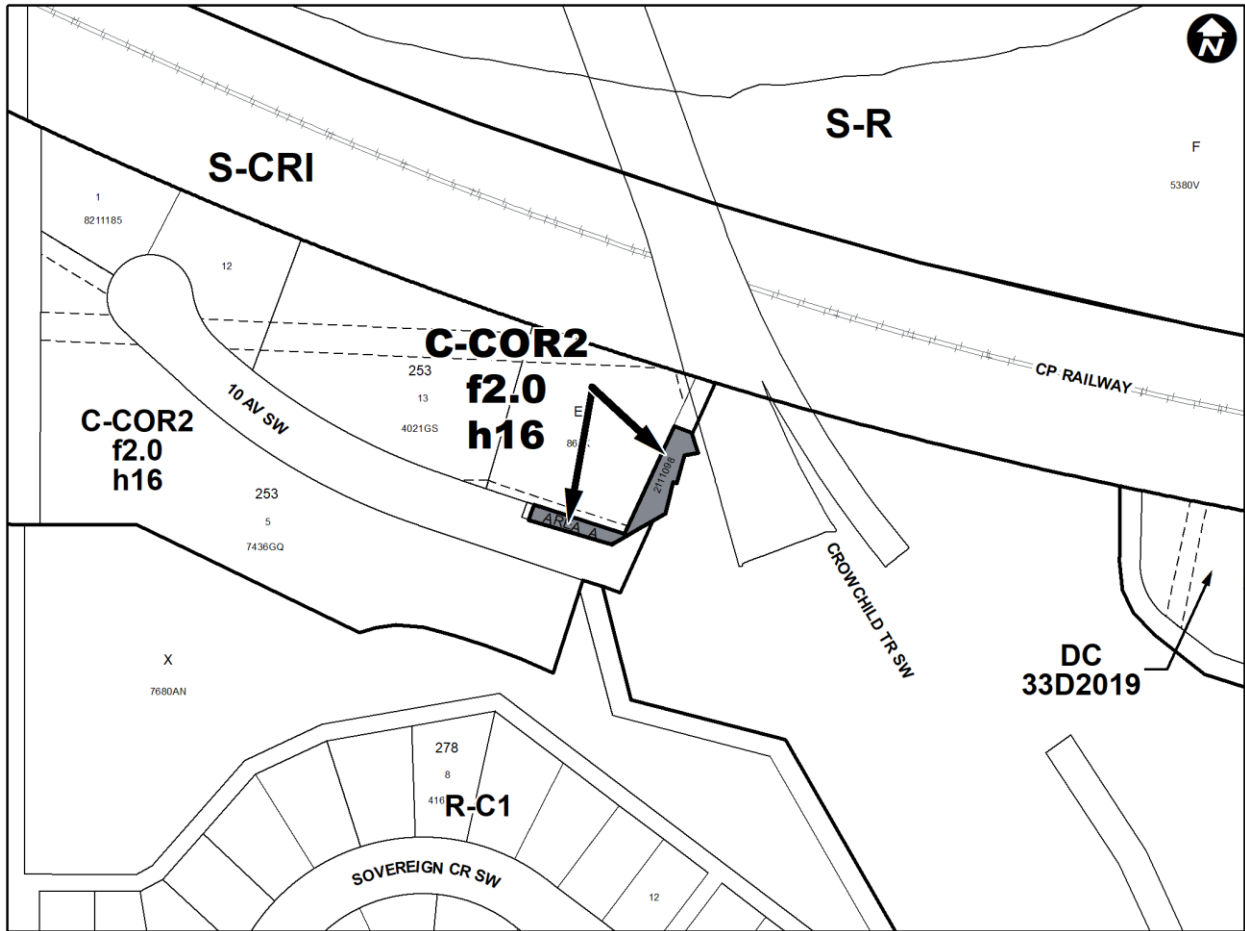 N
S-R
F
5380V
S-CRI
1
8211185
12
CP RAILWAY
C-COR2
f2.0
h16
253
13
4021GS
E
10 AV SW
C-COR2
f2.0
h16
253
5
7436GQ
2111098
AREA A
CROWCHILD TR SW
DC
33D2019
X
7680AN
278
8
416
R-C1
SOVEREIGN CR SW
12